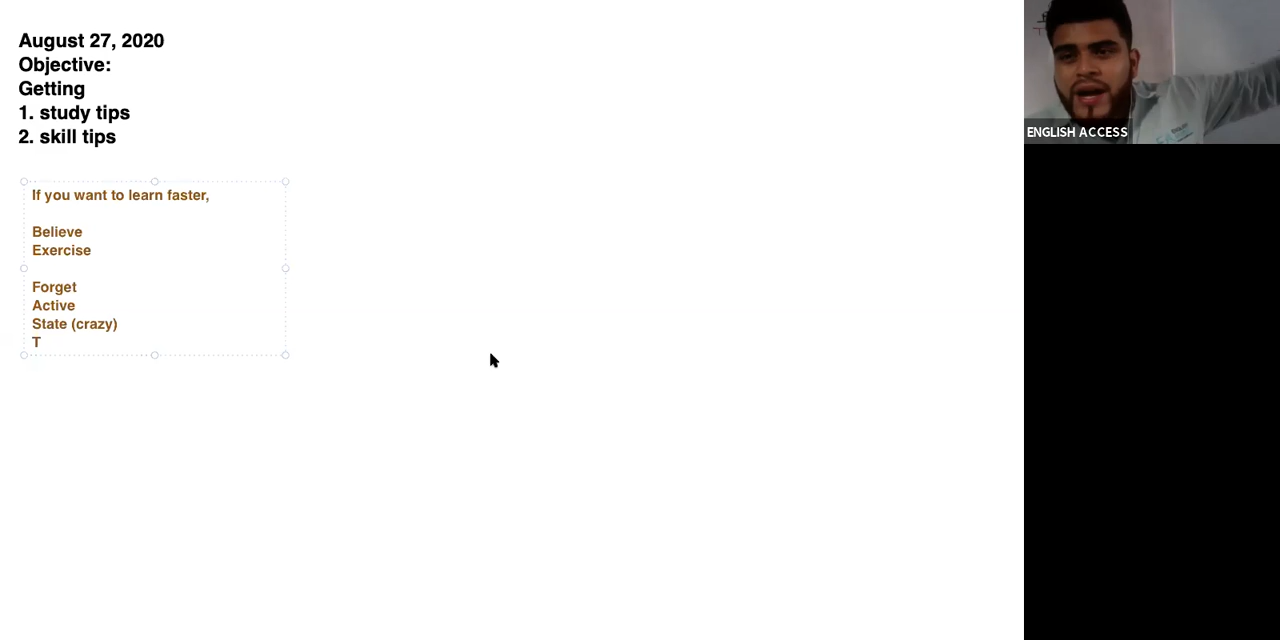 August 27, 2020
Objective:
Getting
1. study tips
2. skill tips
If you want to learn faster,
Believe
Exercise
Forget
Active
State (crazy)
T
ENGLISH ACCESS